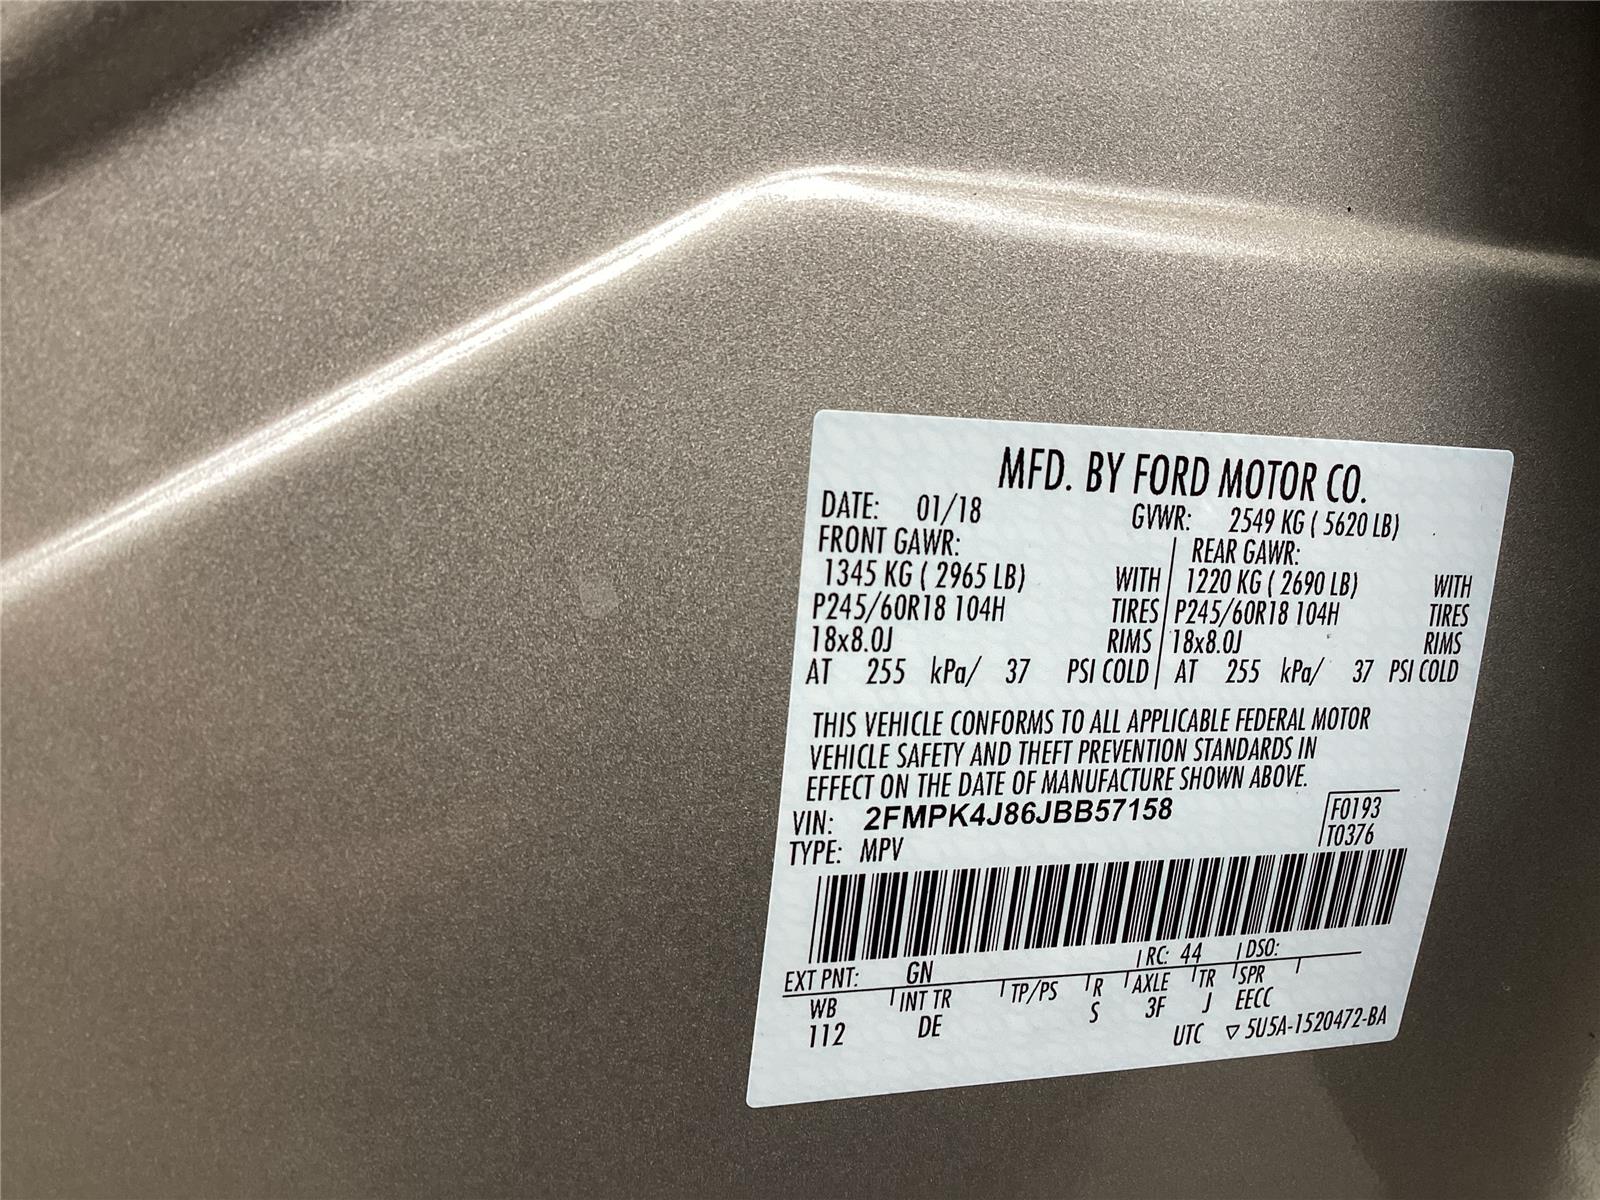 MFD. BY FORD MOTOR CO.
DATE: 01/18 GVWR: 2549 KG ( 5620 LB)
FRONT GAWR: REAR GAWR:
1345 KG ( 2965 LB) WITH 1220 KG ( 2690 LB) WITH
P245/60R18 104H TIRES P245/60R18 104H TIRES
18x8.0J RIMS 18x8.0J RIMS
AT 255 kPa/ 37 PSI COLD AT 255 kPa/ 37 PSI COLD
THIS VEHICLE CONFORMS TO ALL APPLICABLE FEDERAL MOTOR
VEHICLE SAFETY AND THEFT PREVENTION STANDARDS IN
EFFECT ON THE DATE OF MANUFACTURE SHOWN ABOVE.
VIN: 2FMPK4J86JBB57158 F0193
TYPE: MPV T0376
EXT PNT: GN RC: 44 DSO:
WB INT TR TP/PS R AXLE TR SPR
112 DE S 3F J EECC
UTC ▽ 5U5A-1520472-BA